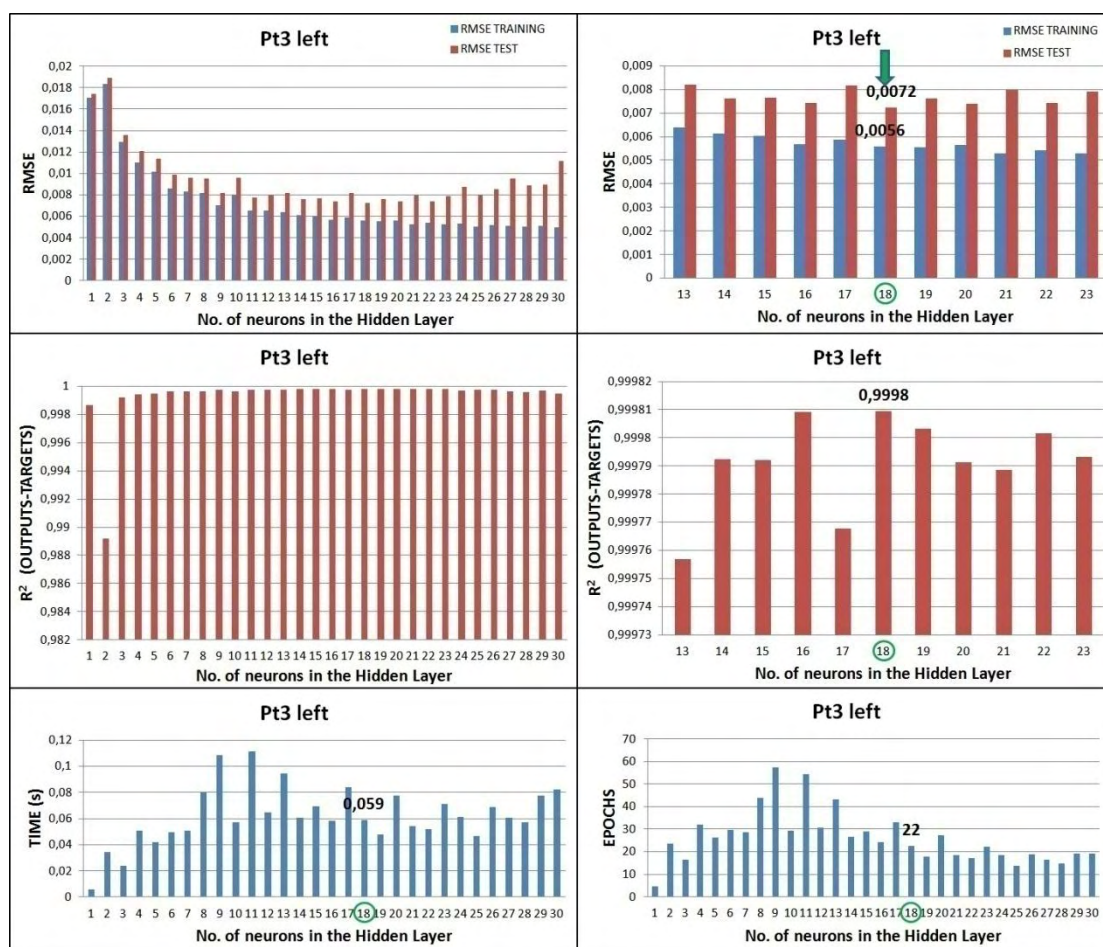 Pt3 left
RMSE TRAINING
RMSE TEST
0,02
0,018
0,016
0,014
0,012
0,01
0,008
0,006
0,004
0,002
0
RMSE
1 2 3 4 5 6 7 8 9 10 11 12 13 14 15 16 17 18 19 20 21 22 23 24 25 26 27 28 29 30
No. of neurons in the Hidden Layer
Pt3 left
RMSE TRAINING
RMSE TEST
0,009
0,008
0,007
0,006
0,005
0,004
0,003
0,002
0,001
0
RMSE
0,0072
0,0056
13 14 15 16 17 18 19 20 21 22 23
No. of neurons in the Hidden Layer
Pt3 left
1
0,998
0,996
0,994
0,992
0,99
0,988
0,986
0,984
0,982
R² (OUTPUTS-TARGETS)
1 2 3 4 5 6 7 8 9 10 11 12 13 14 15 16 17 18 19 20 21 22 23 24 25 26 27 28 29 30
No. of neurons in the Hidden Layer
Pt3 left
0,99982
0,99981
0,9998
0,99979
0,99978
0,99977
0,99976
0,99975
0,99974
0,99973
R² (OUTPUTS-TARGETS)
0,9998
13 14 15 16 17 18 19 20 21 22 23
No. of neurons in the Hidden Layer
Pt3 left
0,12
0,1
0,08
0,06
0,04
0,02
0
TIME (s)
0,059
1 2 3 4 5 6 7 8 9 10 11 12 13 14 15 16 17 18 19 20 21 22 23 24 25 26 27 28 29 30
No. of neurons in the Hidden Layer
Pt3 left
70
60
50
40
30
20
10
0
EPOCHS
22
1 2 3 4 5 6 7 8 9 10 11 12 13 14 15 16 17 18 19 20 21 22 23 24 25 26 27 28 29 30
No. of neurons in the Hidden Layer